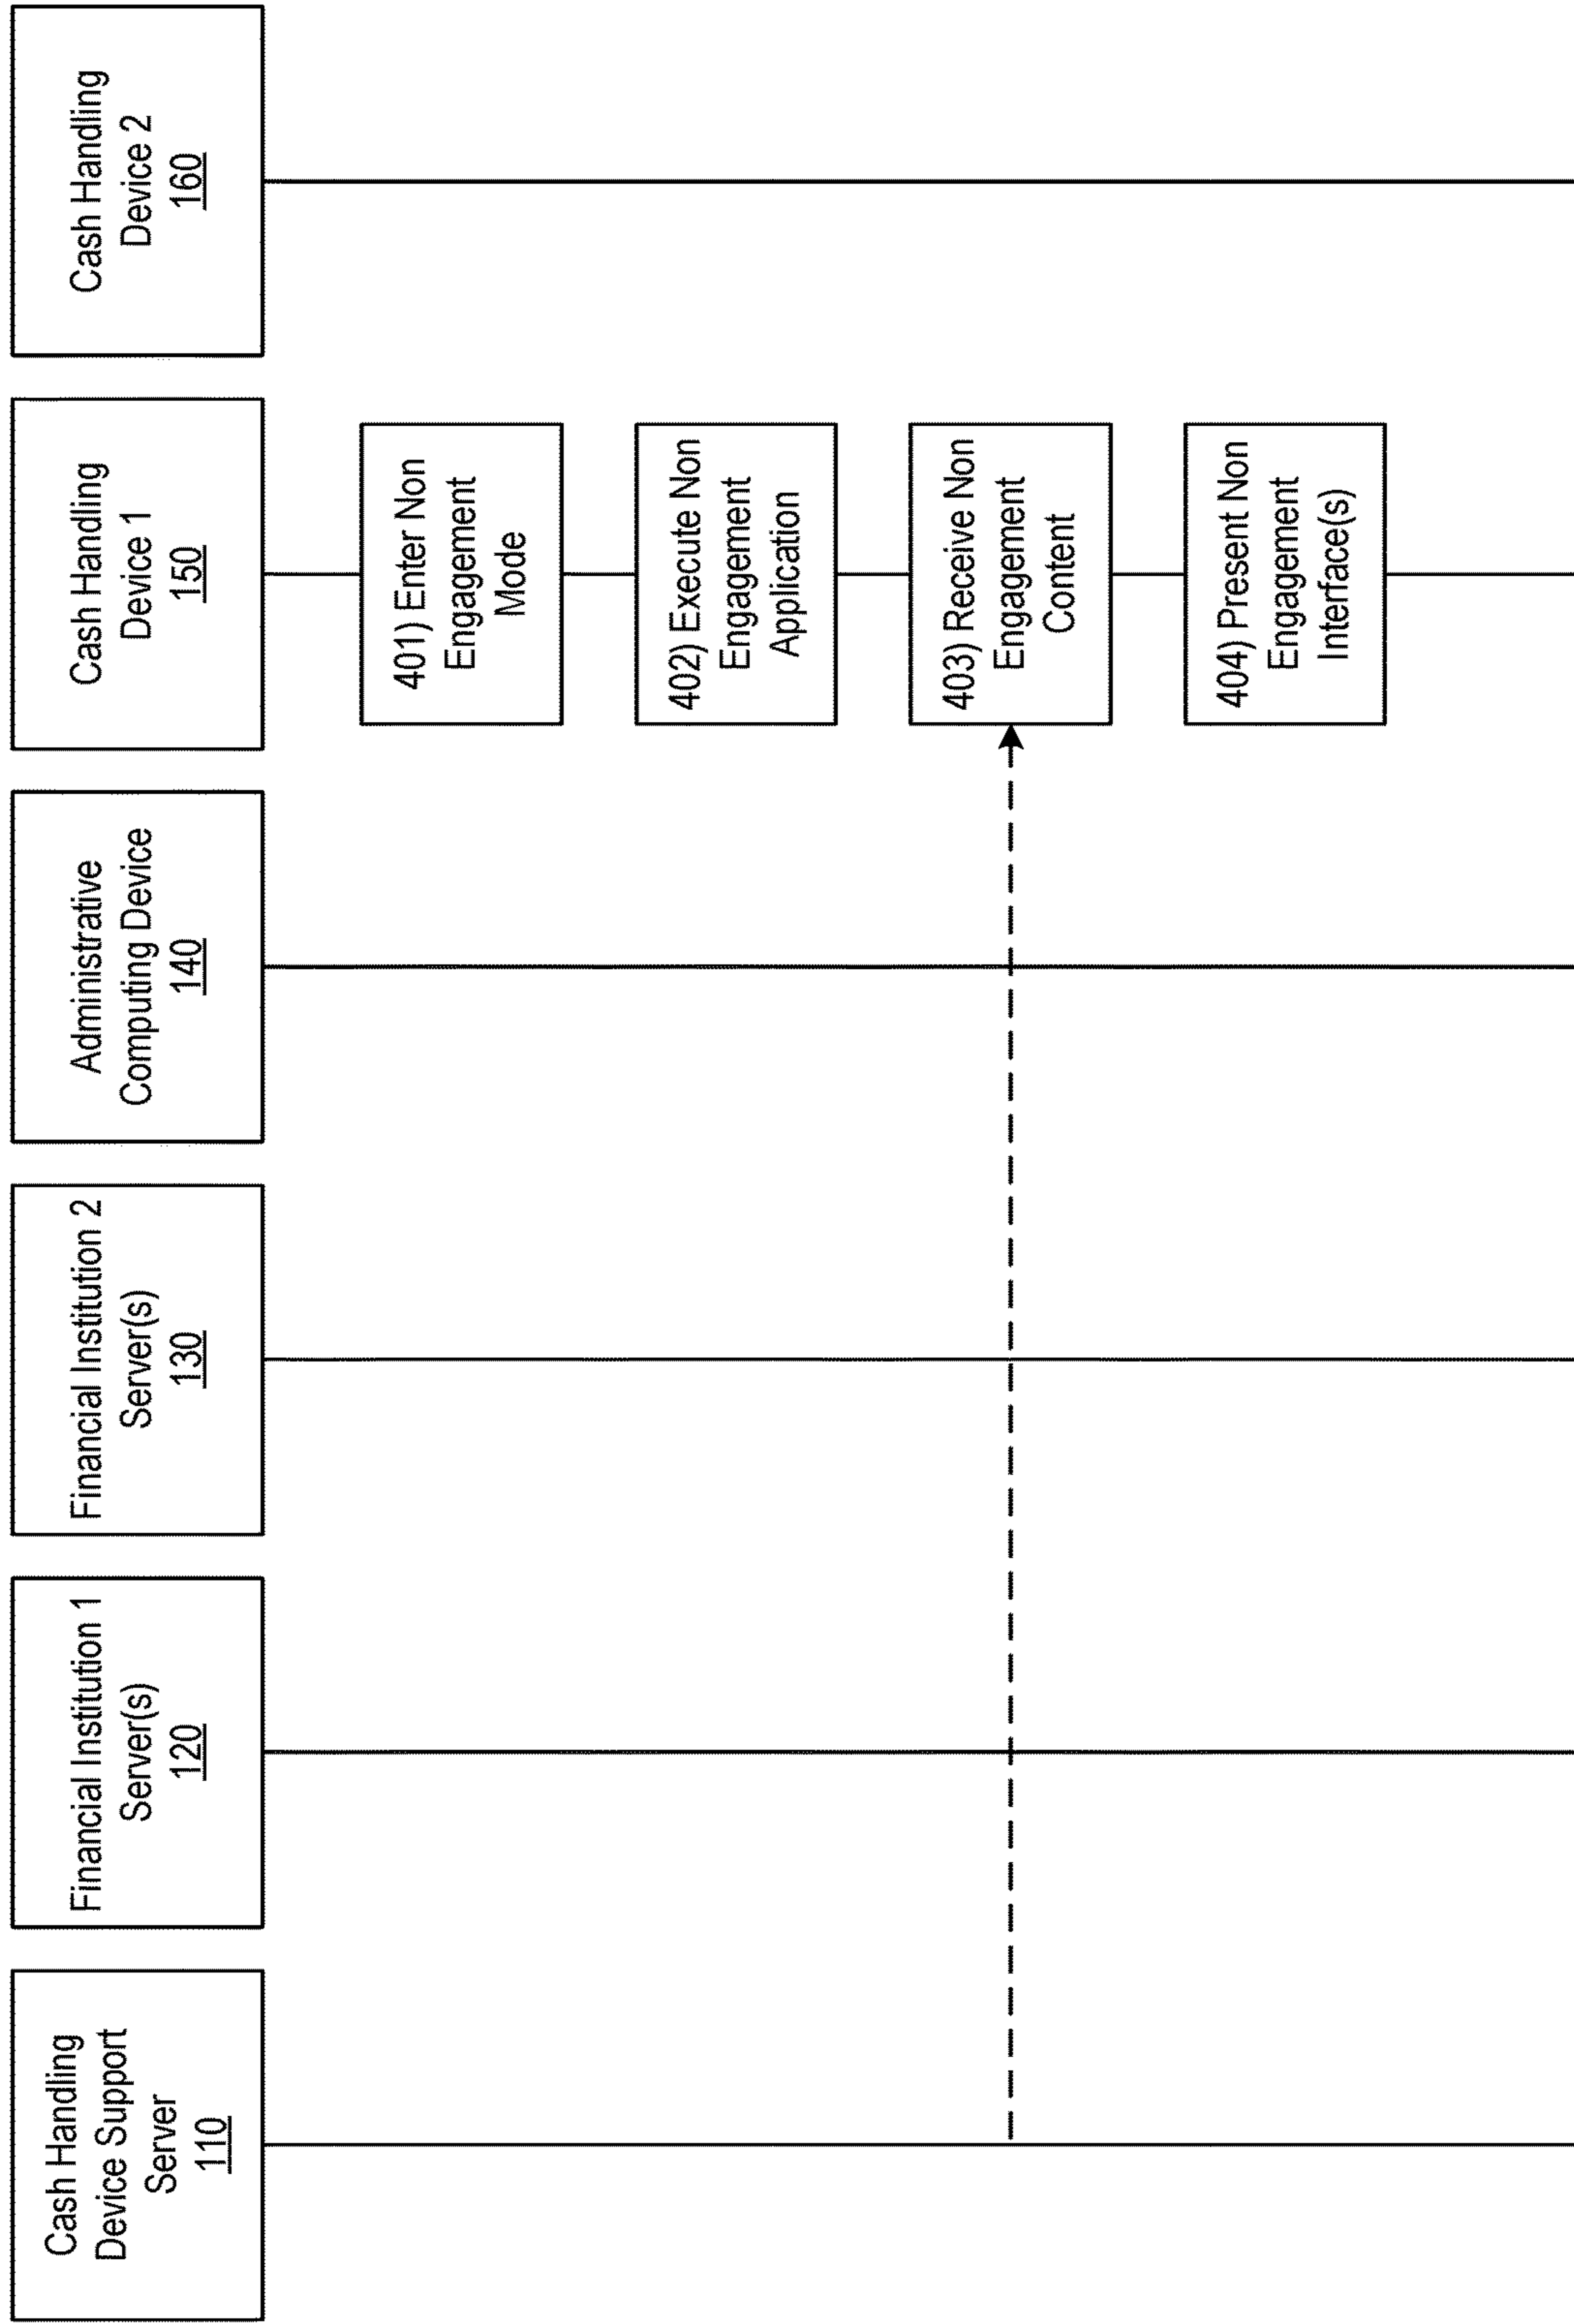 Cash Handling
Device Support
Server
110
Financial Institution 1
Server(s)
120
Financial Institution 2
Server(s)
130
Administrative
Computing Device
140
Cash Handling
Device 1
150
Cash Handling
Device 2
160
401) Enter Non
Engagement
Mode
402) Execute Non
Engagement
Application
403) Receive Non
Engagement
Content
404) Present Non
Engagement
Interface(s)